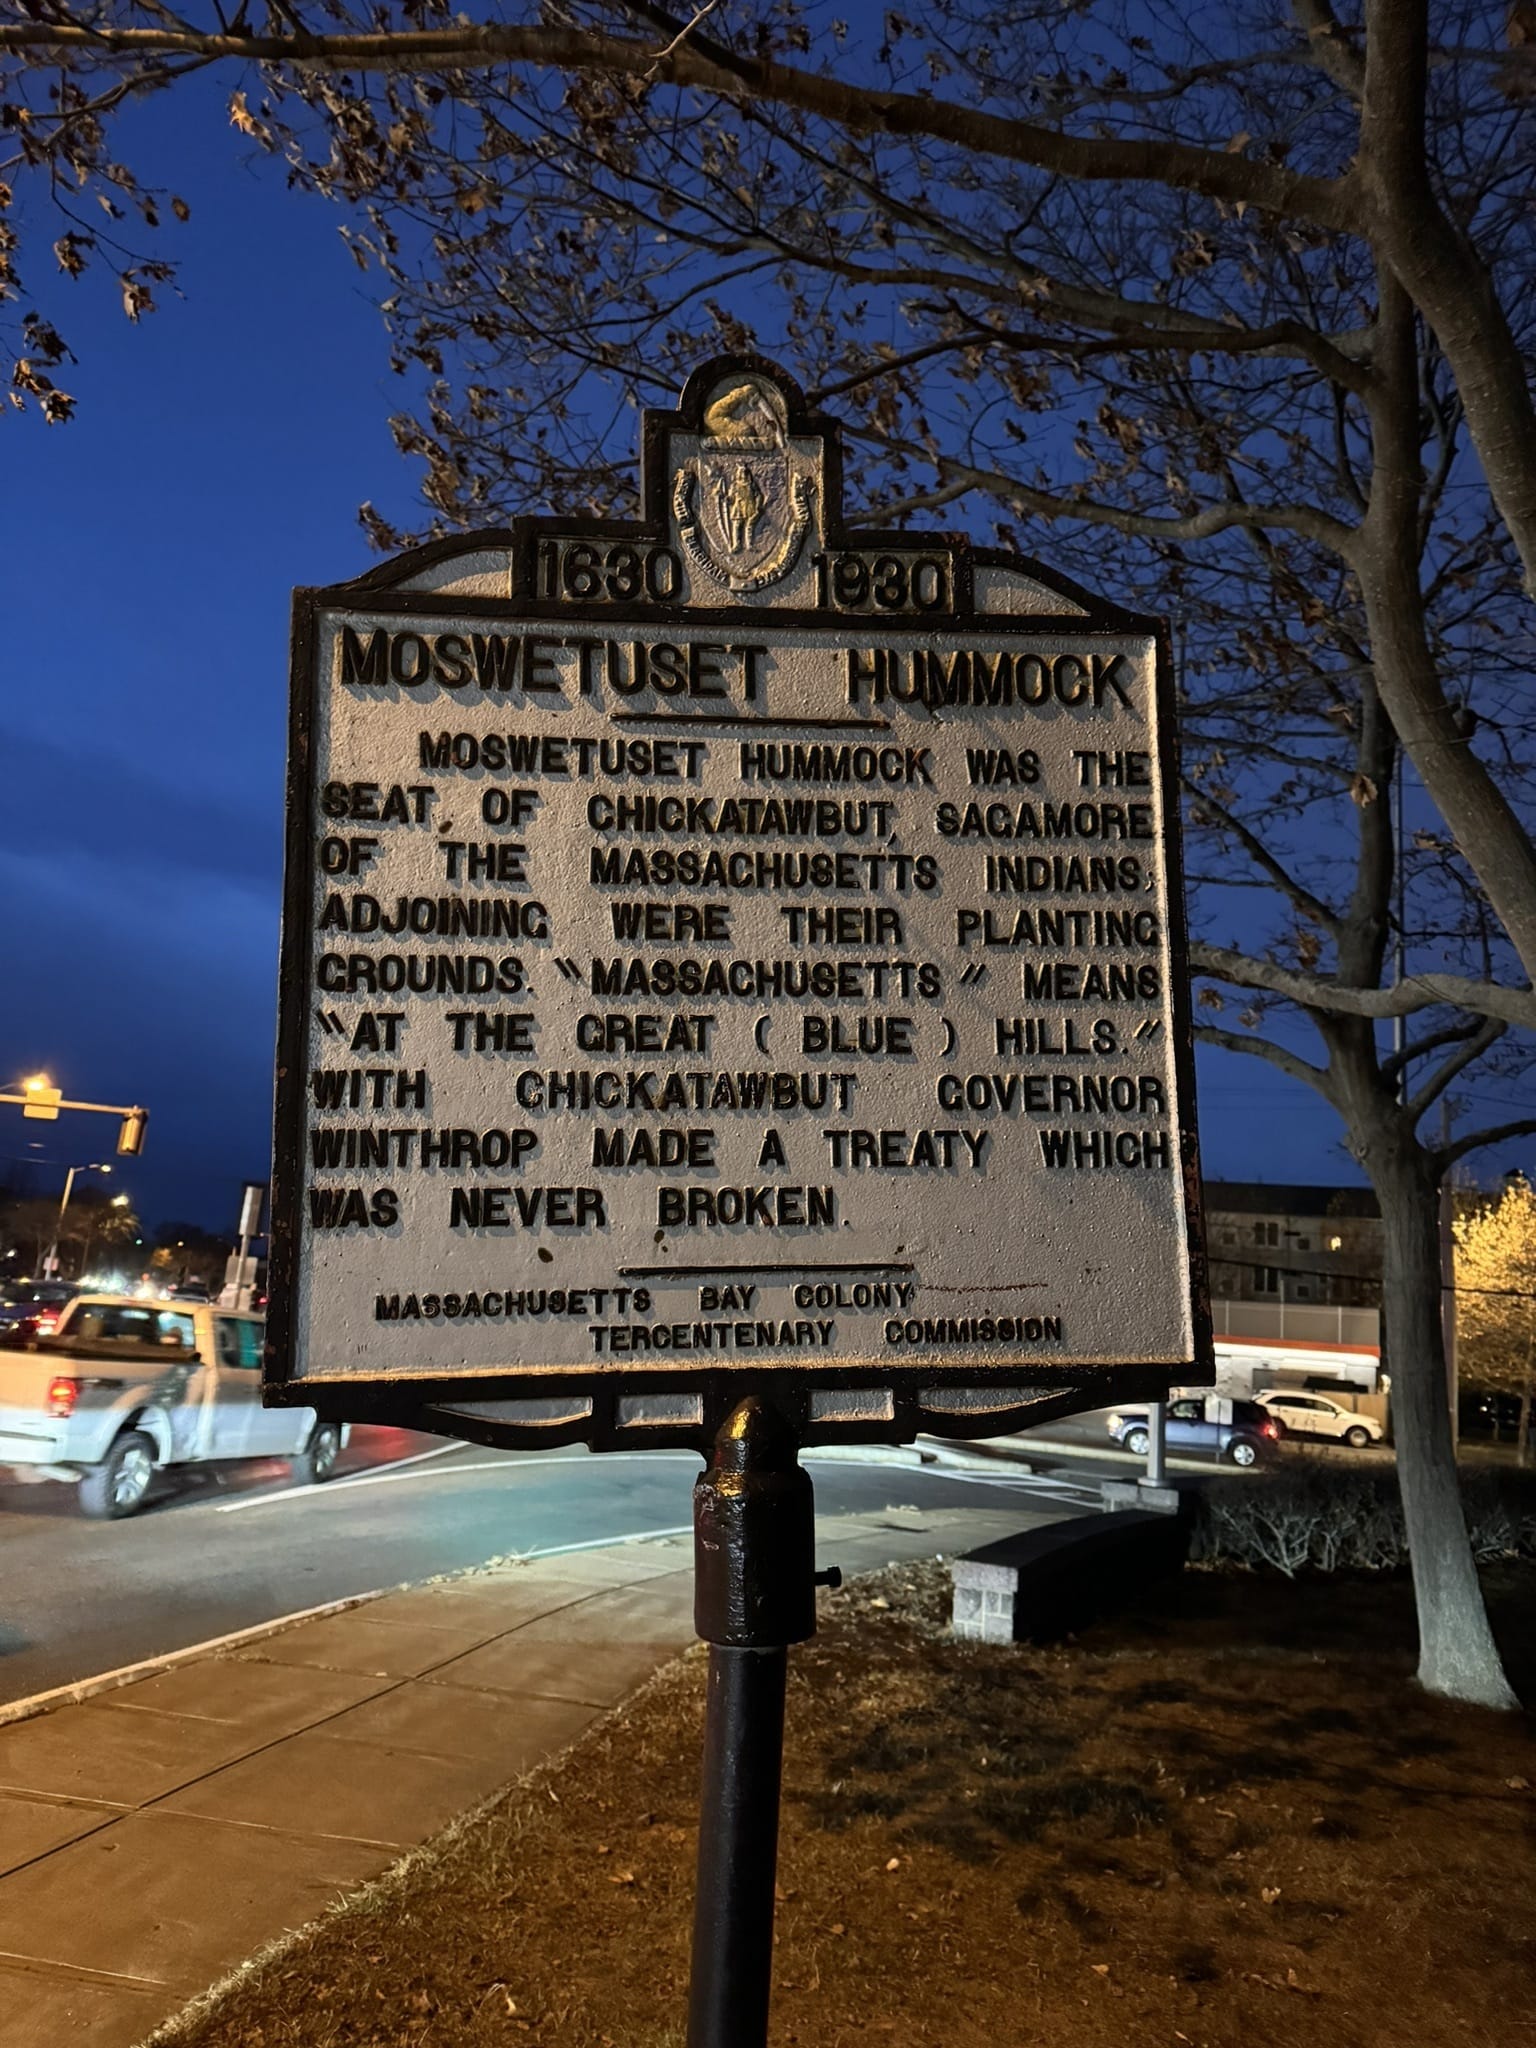 1630 1930
MOSWETUSET HUMMOCK
MOSWETUSET HUMMOCK WAS THE
SEAT OF CHICKATAWBUT, SAGAMORE
OF THE MASSACHUSETTS INDIANS,
ADJOINING WERE THEIR PLANTING
GROUNDS. "MASSACHUSETTS" MEANS
"AT THE GREAT (BLUE) HILLS."
WITH CHICKATAWBUT GOVERNOR
WINTHROP MADE A TREATY WHICH
WAS NEVER BROKEN.
MASSACHUSETTS BAY COLONY
TERCENTENARY COMMISSION